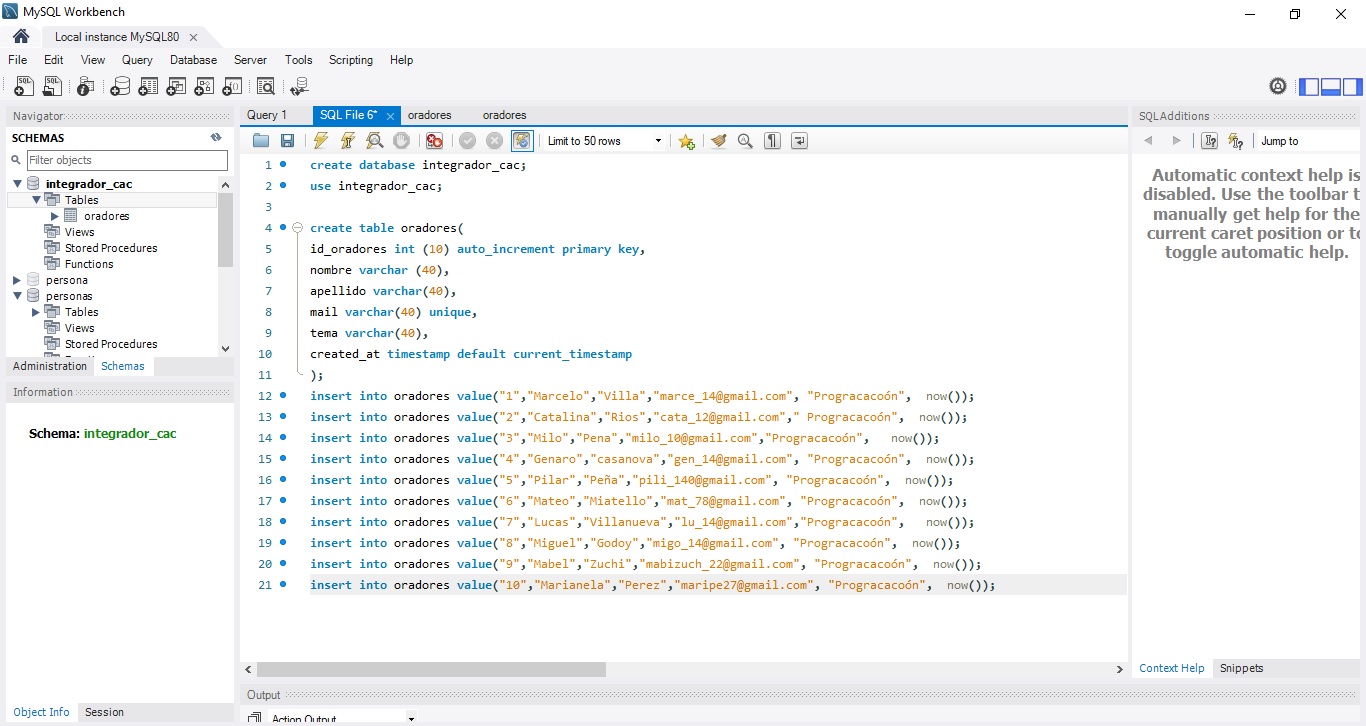 MySQL Workbench
Local instance MySQL80
File Edit View Query Database Server Tools Scripting Help
Navigator
SCHEMAS
Filter objects
integrador_cac
Tables
oradores
Views
Stored Procedures
Functions
persona
personas
Tables
Views
Stored Procedures
Administration Schemas
Information
Schema: integrador_cac
Object Info Session
Query 1 SQL File 6* oradores oradores
Limit to 50 rows
1 create database integrador_cac;
2 use integrador_cac;
3
4 create table oradores(
5 id_oradores int (10) auto_increment primary key,
6 nombre varchar (40),
7 apellido varchar(40),
8 mail varchar(40) unique,
9 tema varchar(40),
10 created_at timestamp default current_timestamp
11 );
12 insert into oradores value("1","Marcelo","Villa","marce_14@gmail.com", "Progracacoón",  now());
13 insert into oradores value("2","Catalina","Rios","cata_12@gmail.com"," Progracacoón",  now());
14 insert into oradores value("3","Milo","Pena","milo_10@gmail.com","Progracacoón",   now());
15 insert into oradores value("4","Genaro","casanova","gen_14@gmail.com", "Progracacoón",  now());
16 insert into oradores value("5","Pilar","Peña","pili_140@gmail.com", "Progracacoón",  now());
17 insert into oradores value("6","Mateo","Miatello","mat_78@gmail.com", "Progracacoón",  now());
18 insert into oradores value("7","Lucas","Villanueva","lu_14@gmail.com","Progracacoón",   now());
19 insert into oradores value("8","Miguel","Godoy","migo_14@gmail.com", "Progracacoón",  now());
20 insert into oradores value("9","Mabel","Zuchi","mabizuch_22@gmail.com", "Progracacoón",  now());
21 insert into oradores value("10","Marianela","Perez","maripe27@gmail.com", "Progracacoón",  now());
Output
Action Output
SQLAdditions
Jump to
Automatic context help is
disabled. Use the toolbar t
manually get help for the
current caret position or to
toggle automatic help.
Context Help Snippets